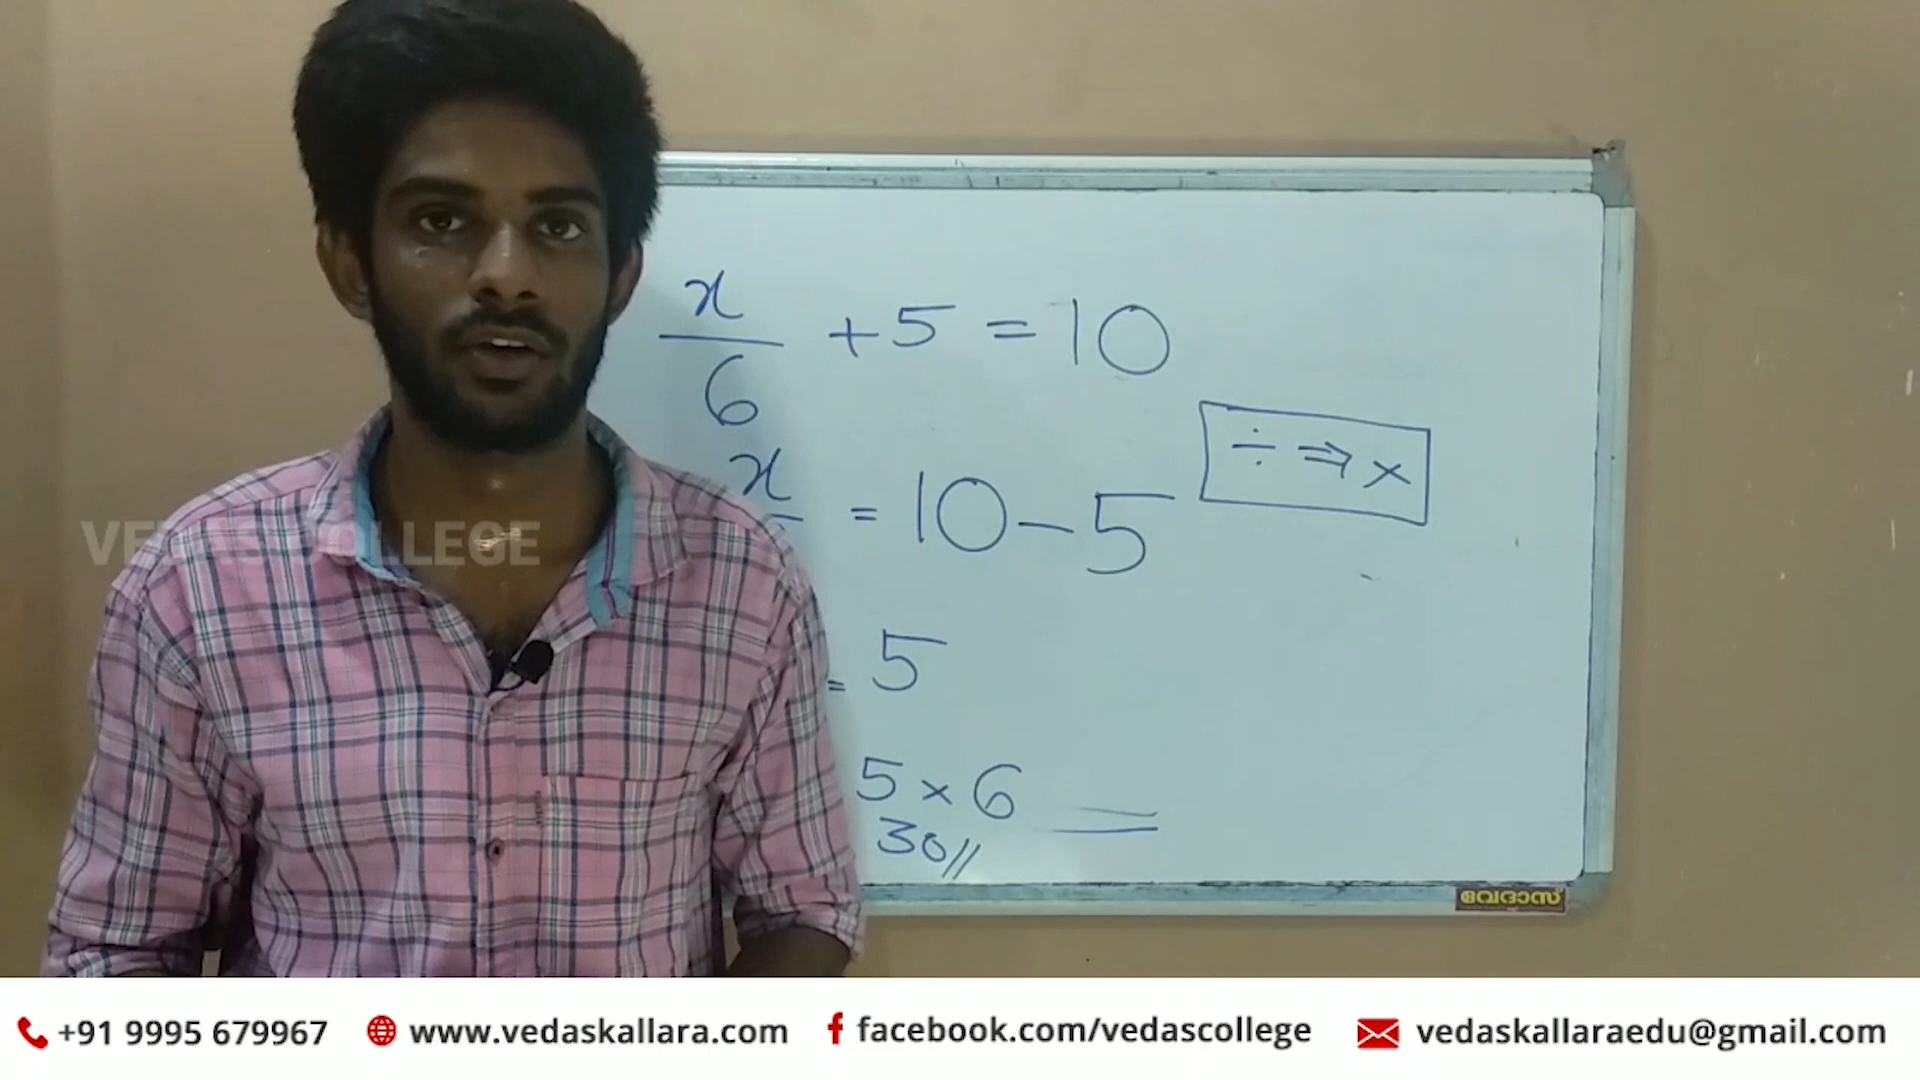 x/6 + 5 = 10
x = 10 - 5
÷ ⇒ x
= 5
5 × 6
30//
VEDAS COLLEGE
വേദാസ്
+91 9995 679967
www.vedaskallara.com
facebook.com/vedascollege
vedaskallaraedu@gmail.com